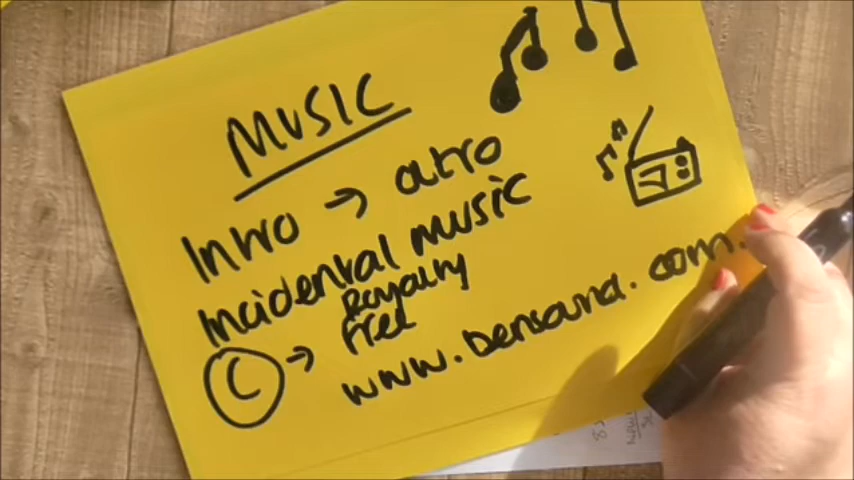 MUSIC
Intro → outro
Incidental MUSIC
© → Royalty
free
www.bensound.com